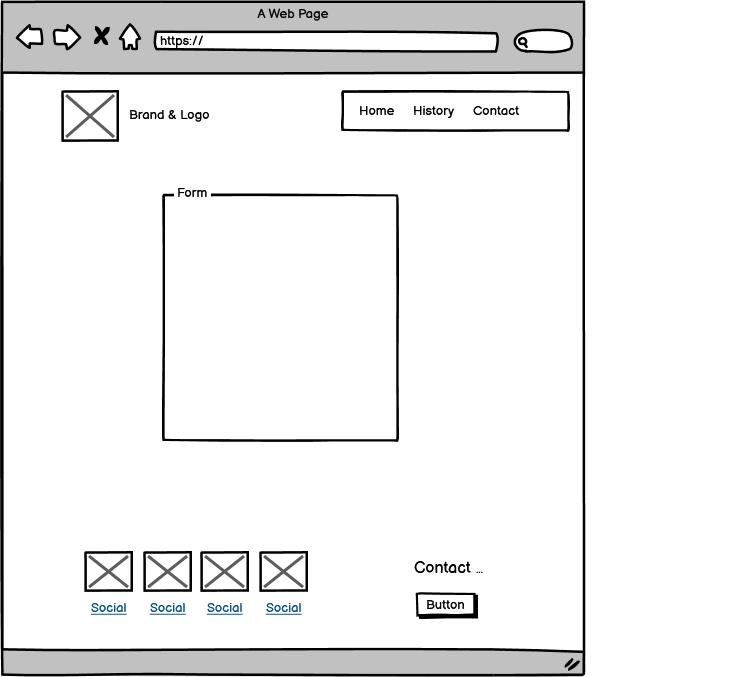 A Web Page
https://
Brand & Logo
Home History Contact
Form
Contact ...
Social Social Social Social
Button